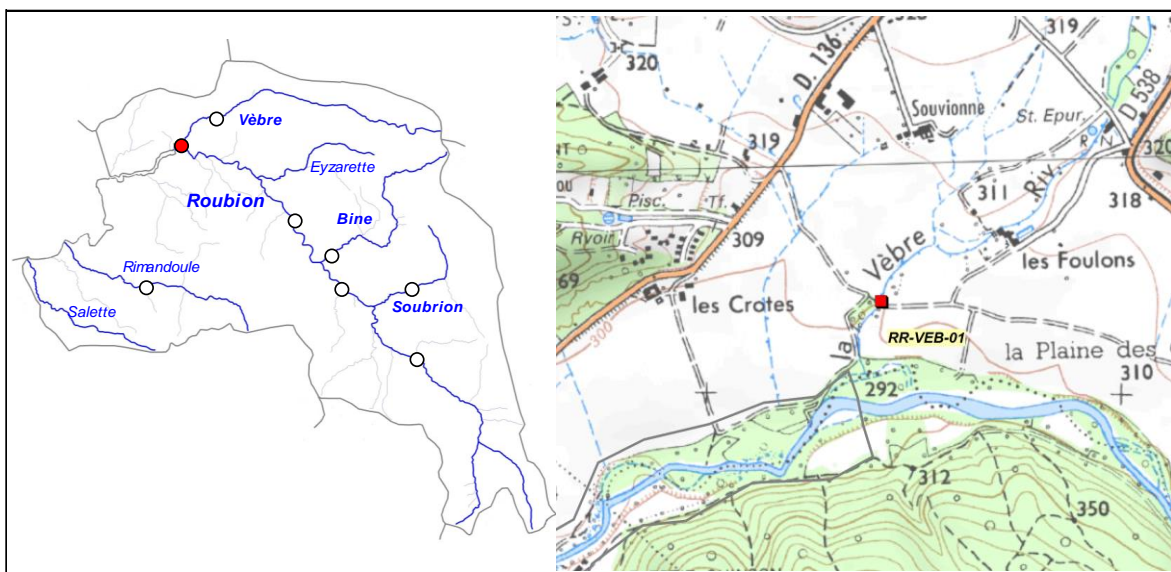 Vèbre
Eyzarette
Roubion
Bine
Rimandoule
Salette
Soubrion
320
D. 136
319
Souvionne
St. Epur.
D 538
319
320
311
Riv.
318
Pisc.
Tf.
Rvoir
309
69
les Crotes
300
la Vèbre
les Foulons
RR-VEB-01
la Plaine des
310
292
312
350